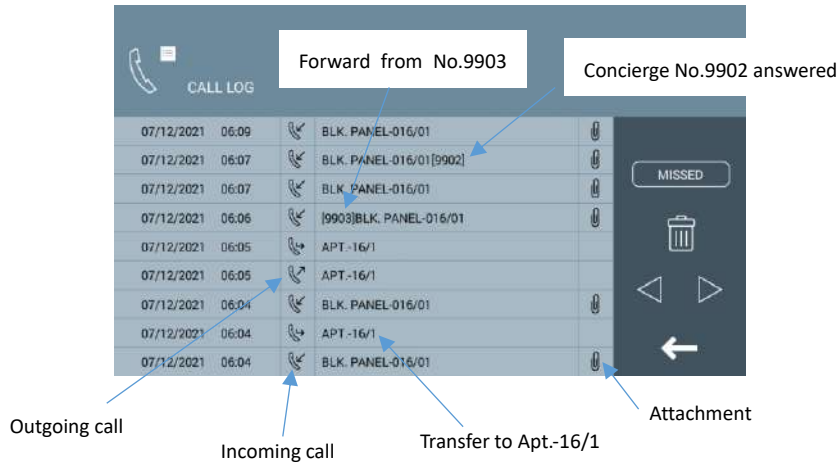 Forward from No.9903
Concierge No.9902 answered
CALL LOG
07/12/2021 06:09 BLK. PANEL-016/01
07/12/2021 06:07 BLK. PANEL-016/01[9902]
07/12/2021 06:07 BLK. PANEL-016/01
07/12/2021 06:06 [9903]BLK. PANEL-016/01
07/12/2021 06:05 APT.-16/1
07/12/2021 06:05 APT.-16/1
07/12/2021 06:04 BLK. PANEL-016/01
07/12/2021 06:04 APT.-16/1
07/12/2021 06:04 BLK. PANEL-016/01
MISSED
Outgoing call
Incoming call
Transfer to Apt.-16/1
Attachment